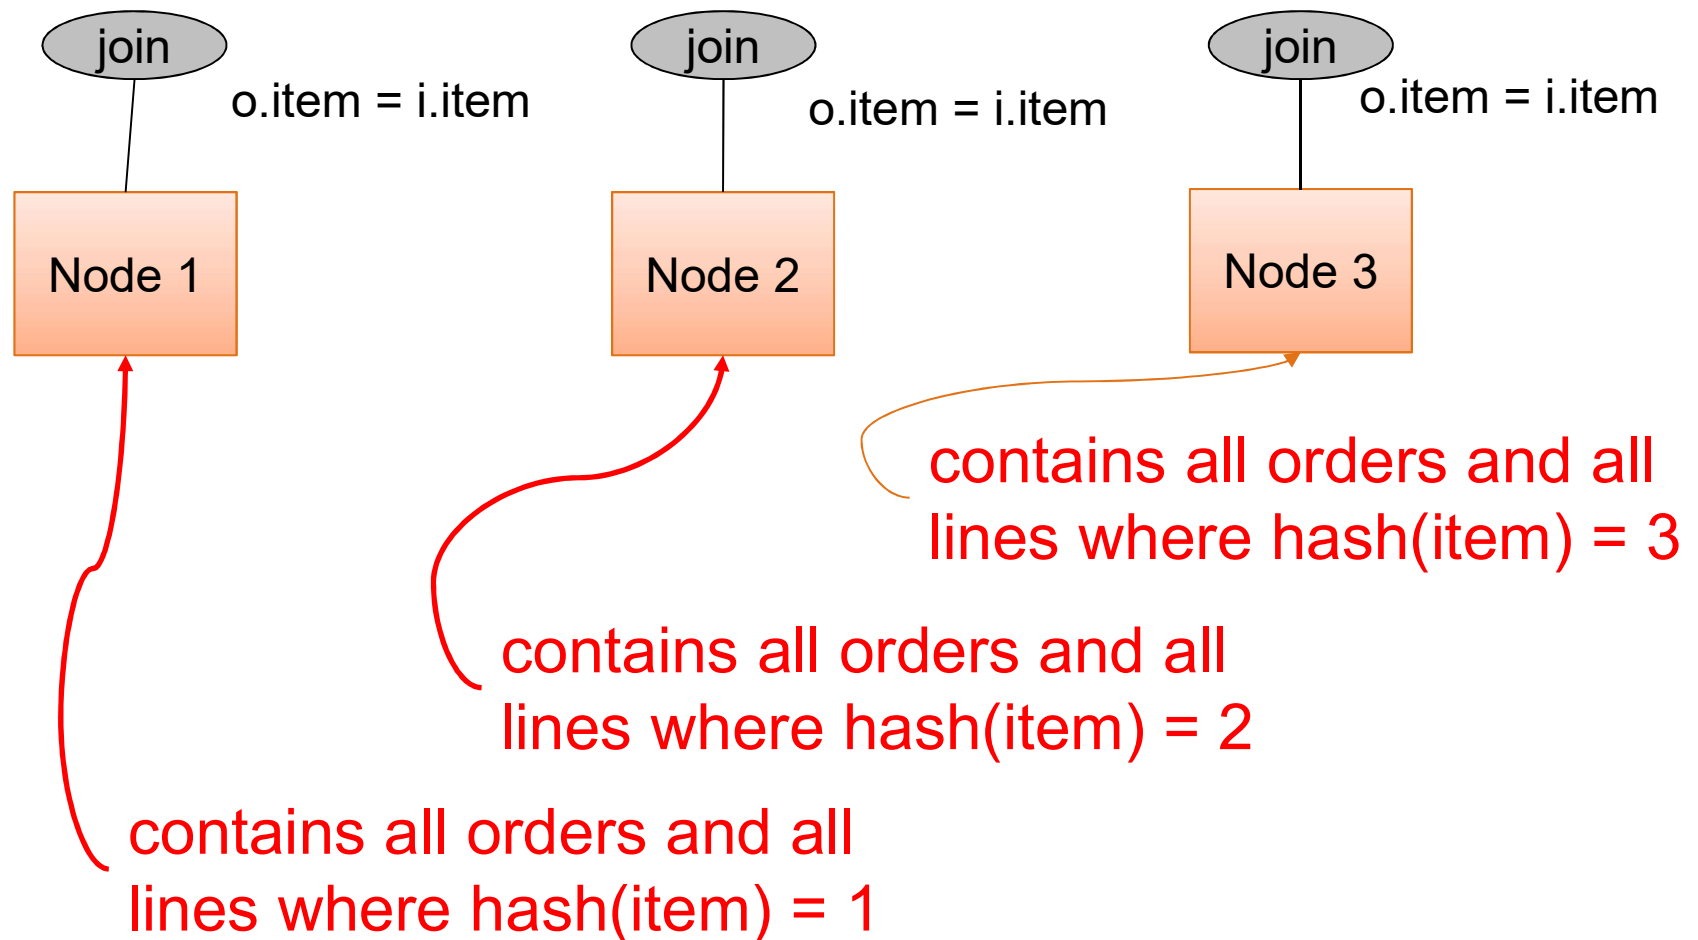 join
join
join
o.item = i.item
o.item = i.item
o.item = i.item
Node 1
Node 2
Node 3
contains all orders and all
lines where hash(item) = 3
contains all orders and all
lines where hash(item) = 2
contains all orders and all
lines where hash(item) = 1